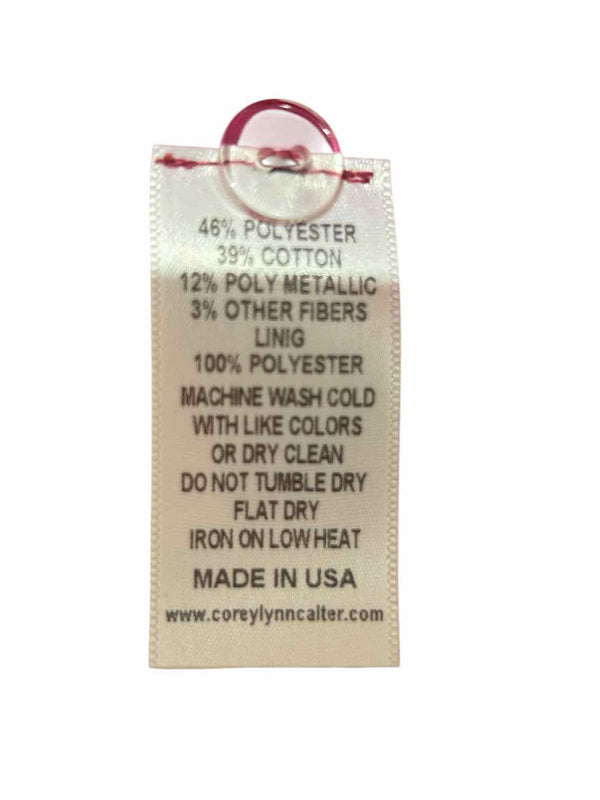 46% POLYESTER
39% COTTON
12% POLY METALLIC
3% OTHER FIBERS
LINIG
100% POLYESTER
MACHINE WASH COLD
WITH LIKE COLORS
OR DRY CLEAN
DO NOT TUMBLE DRY
FLAT DRY
IRON ON LOW HEAT
MADE IN USA
www.coreylynncalter.com